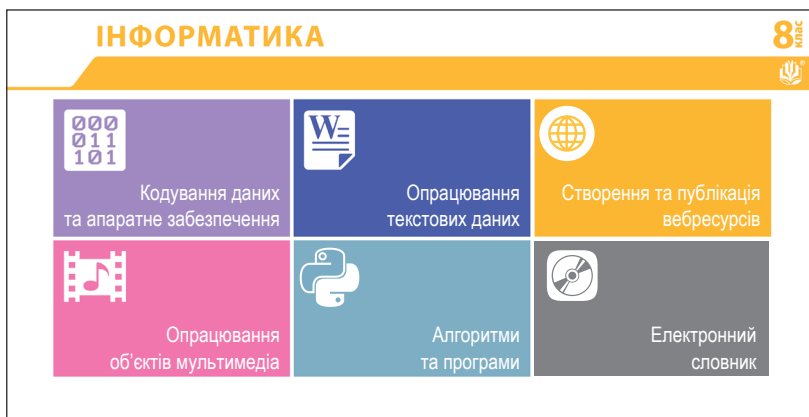 ІНФОРМАТИКА
8 клас
000
011
101
Кодування даних
та апаратне забезпечення
W
Опрацювання
текстових даних
Створення та публікація
вебресурсів
Опрацювання
об’єктів мультимедіа
Алгоритми
та програми
Електронний
словник